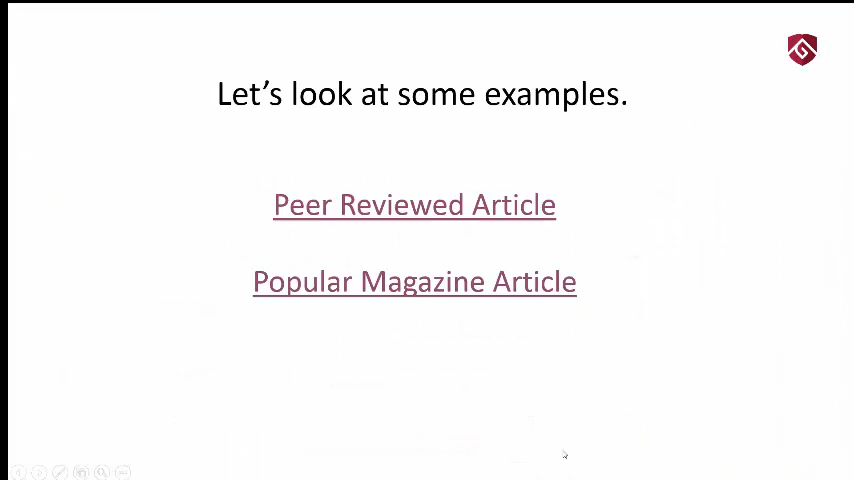 Let’s look at some examples.
Peer Reviewed Article
Popular Magazine Article